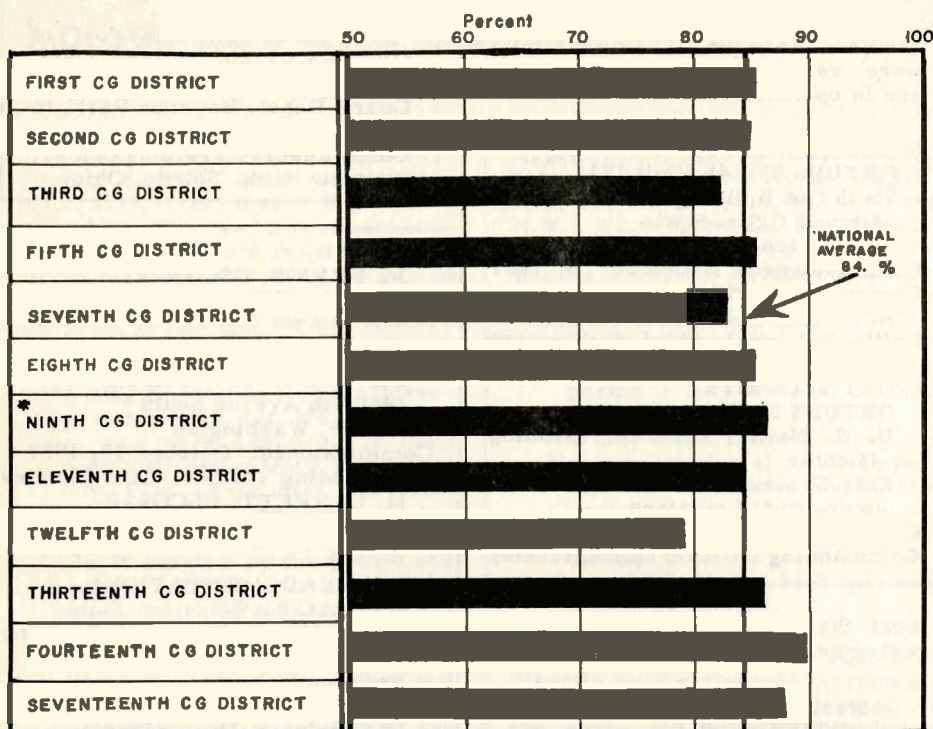 Percent
50 60 70 80 90 100
FIRST CG DISTRICT
SECOND CG DISTRICT
THIRD CG DISTRICT
FIFTH CG DISTRICT
NATIONAL
AVERAGE
84. %
SEVENTH CG DISTRICT
EIGHTH CG DISTRICT
*
NINTH CG DISTRICT
ELEVENTH CG DISTRICT
TWELFTH CG DISTRICT
THIRTEENTH CG DISTRICT
FOURTEENTH CG DISTRICT
SEVENTEENTH CG DISTRICT